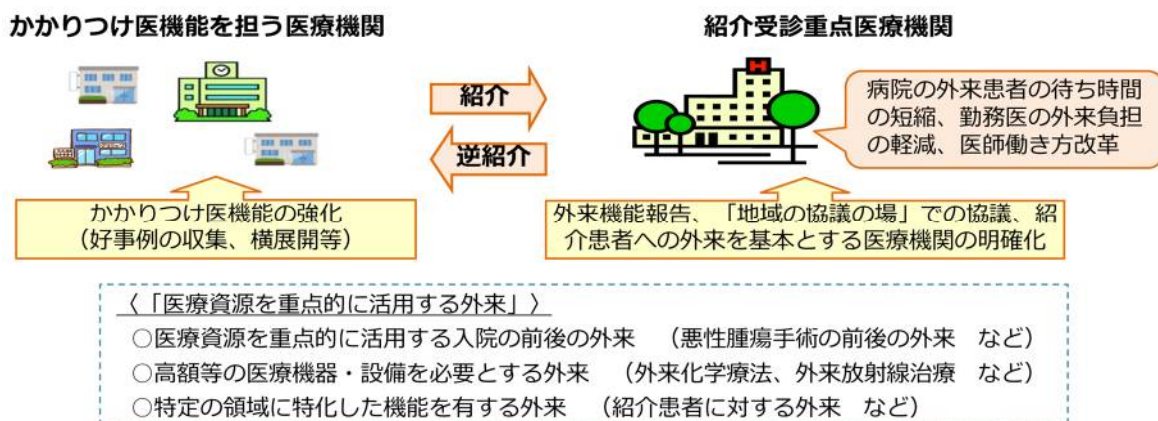 かかりつけ医機能を担う医療機関
紹介受診重点医療機関
紹介
逆紹介
H
病院の外来患者の待ち時間
の短縮、勤務医の外来負担
の軽減、医師働き方改革
かかりつけ医機能の強化
（好事例の収集、横展開等）
外来機能報告、「地域の協議の場」での協議、紹
介患者への外来を基本とする医療機関の明確化
〈「医療資源を重点的に活用する外来」〉
○医療資源を重点的に活用する入院の前後の外来　（悪性腫瘍手術の前後の外来　など）
○高額等の医療機器・設備を必要とする外来　（外来化学療法、外来放射線治療　など）
○特定の領域に特化した機能を有する外来　（紹介患者に対する外来　など）